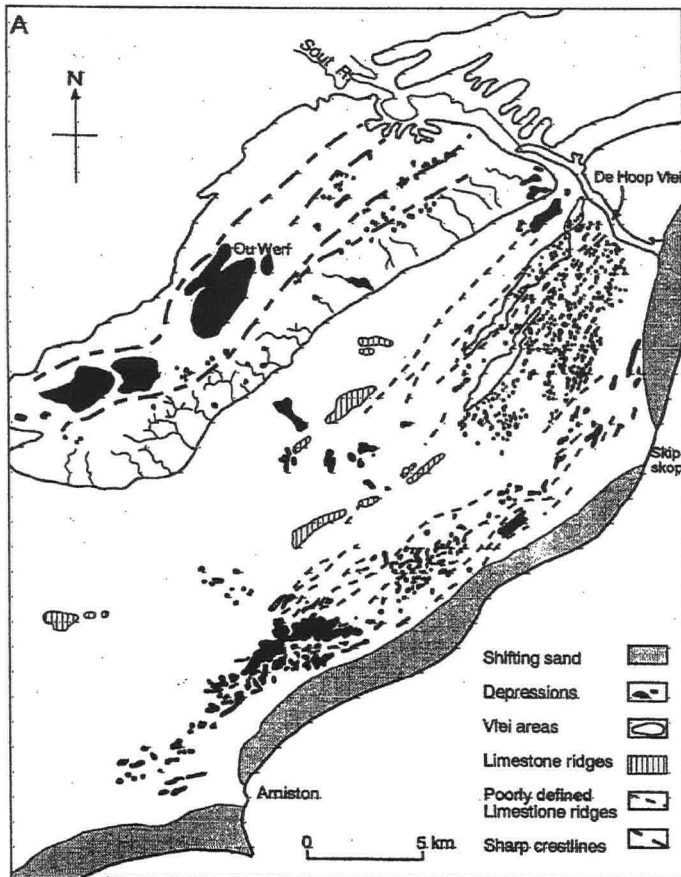 A
Sout R.
N
De Hoop Vlei
Ou Werf
Skip
skop
Shifting sand
Depressions
Vlei areas
Limestone ridges
Poorly defined
Limestone ridges
Sharp crestlines
Arniston
0 5 km